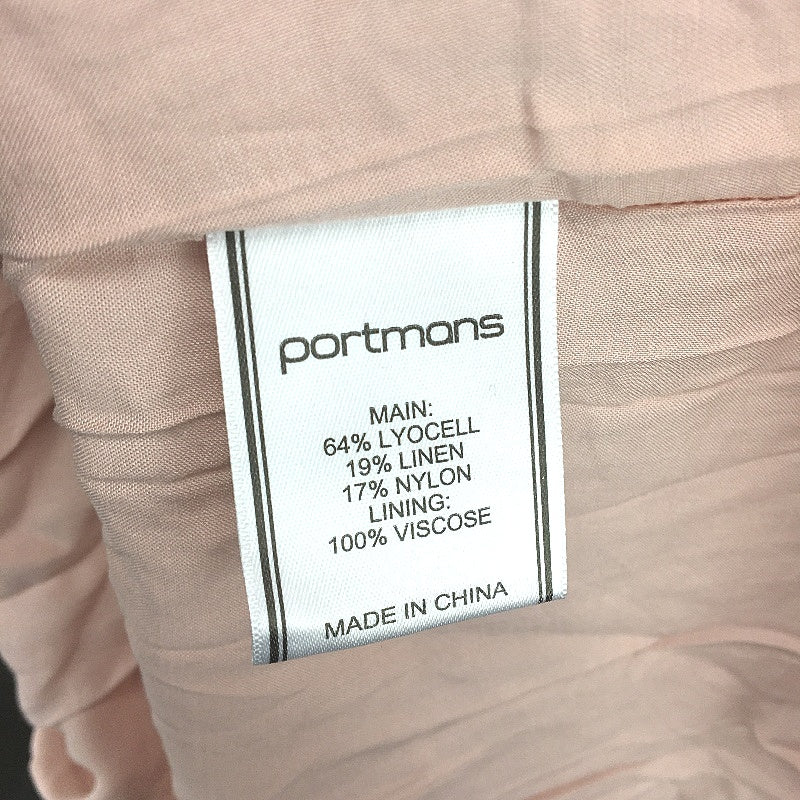 portmans
MAIN:
64% LYOCELL
19% LINEN
17% NYLON
LINING:
100% VISCOSE
MADE IN CHINA